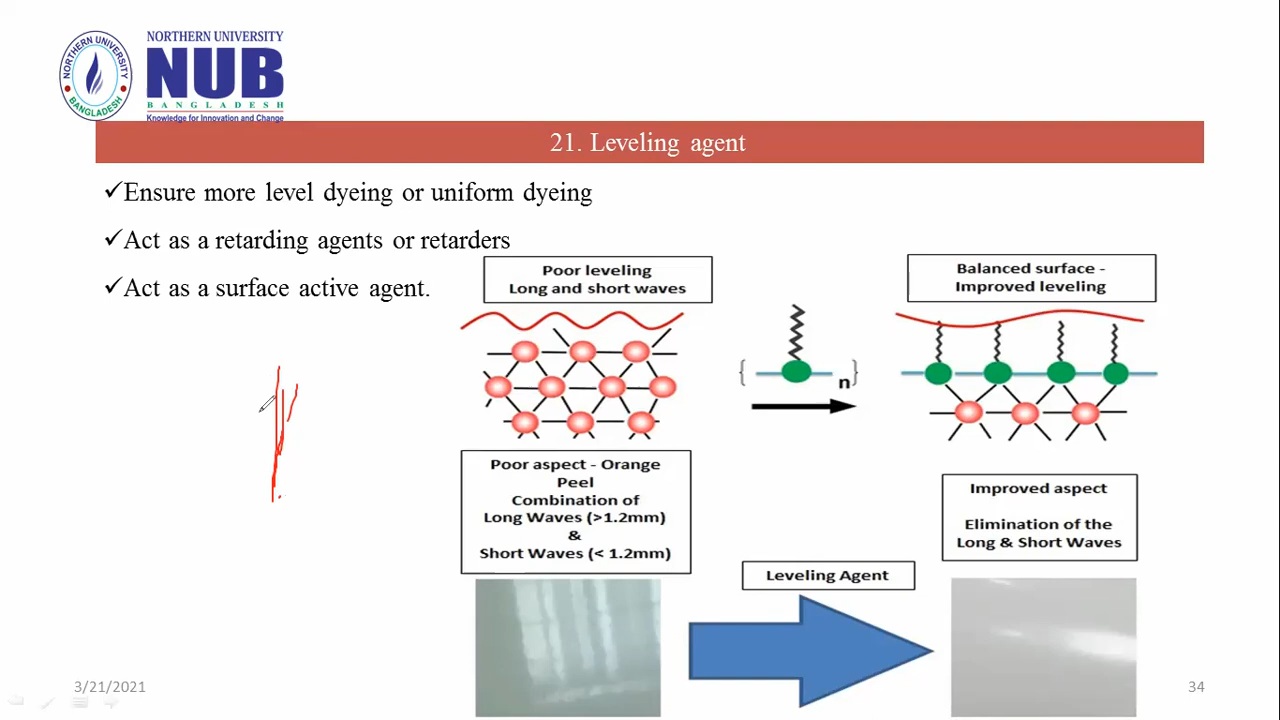 NORTHERN UNIVERSITY
BANGLADESH
NORTHERN UNIVERSITY
NUB
BANGLADESH
Knowledge for Innovation and Change
21. Leveling agent
✓Ensure more level dyeing or uniform dyeing
✓Act as a retarding agents or retarders
✓Act as a surface active agent.
Poor leveling
Long and short waves
n
Balanced surface -
Improved leveling
Poor aspect - Orange
Peel
Combination of
Long Waves (>1.2mm)
&
Short Waves (< 1.2mm)
Improved aspect
Elimination of the
Long & Short Waves
Leveling Agent
3/21/2021
34